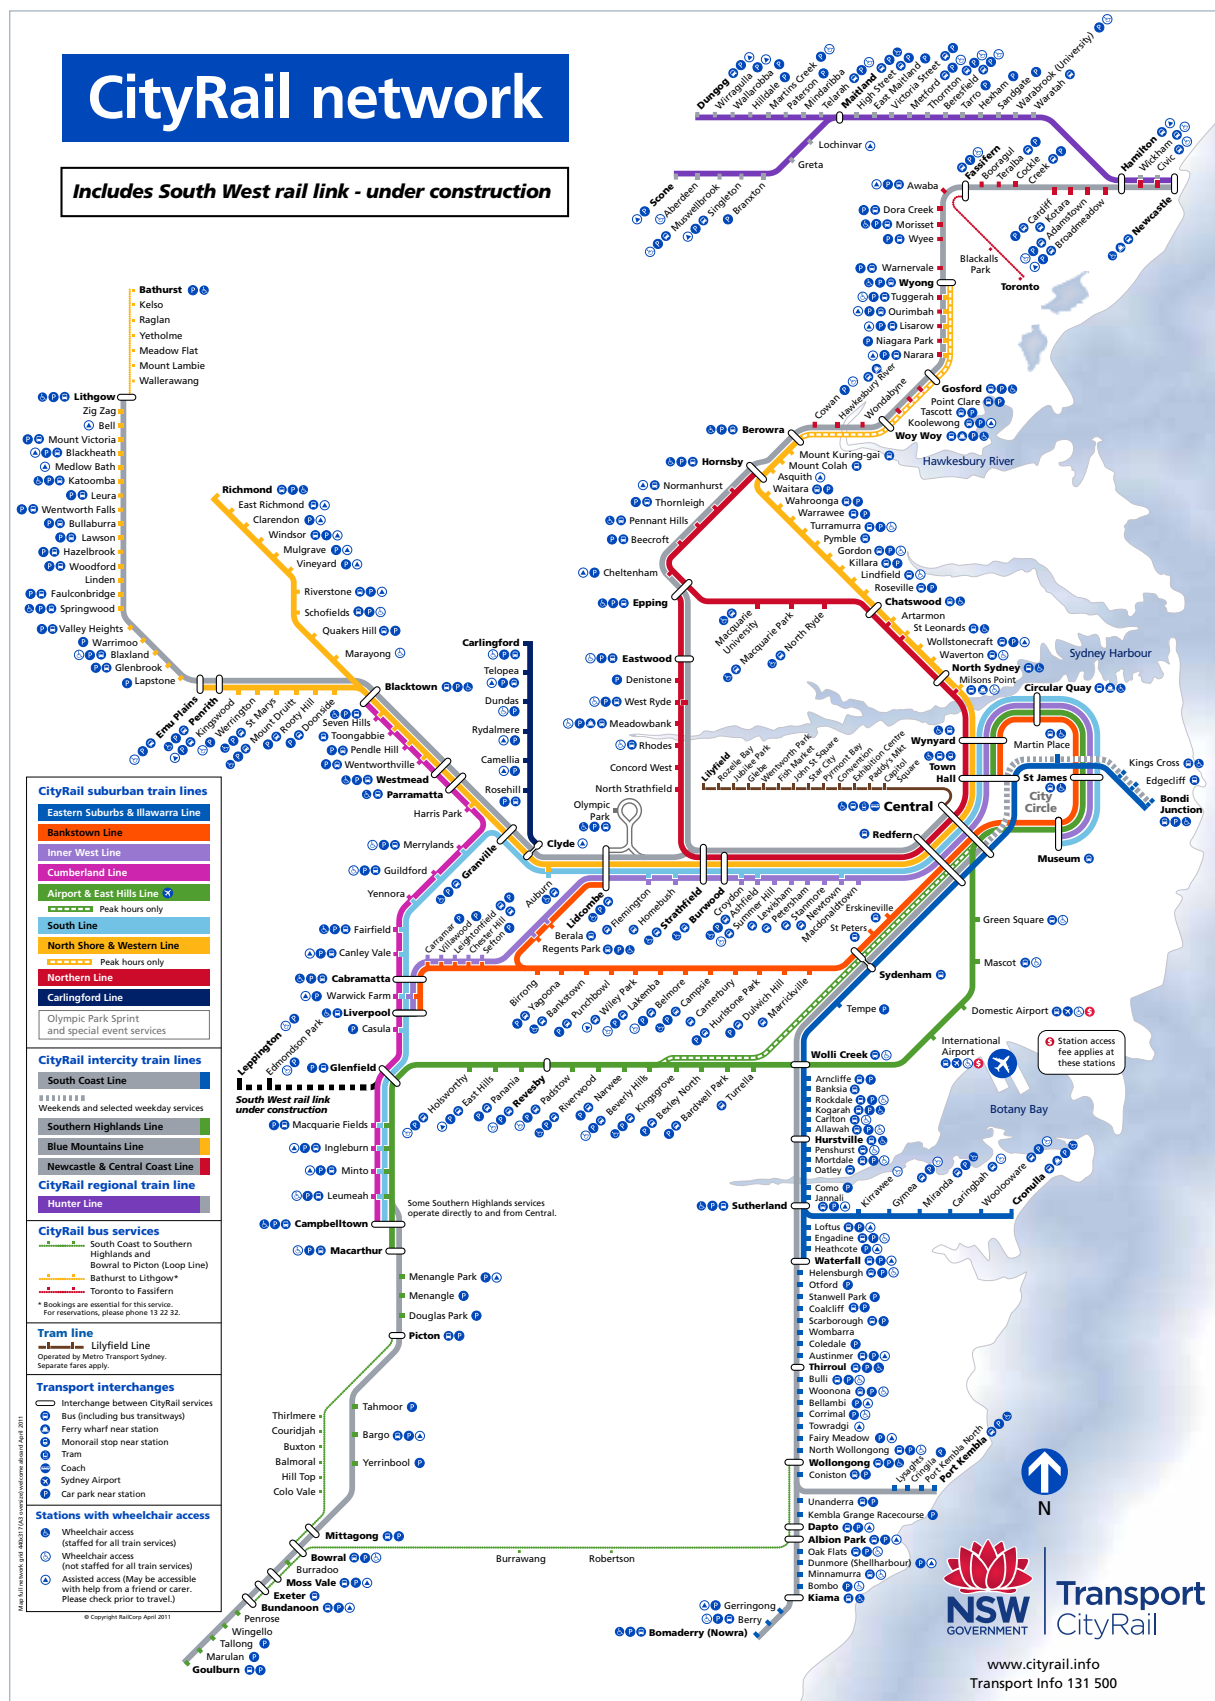 CityRail network
Includes South West rail link - under construction
Dungog
Wirragulla
Wallarobba
Hilldale
Martins Creek
Paterson
Mindaribba
Telarah
Maitland
High Street
East Maitland
Victoria Street
Metford
Thornton
Beresfield
Tarro
Hexham
Sandgate
Warabrook (University)
Waratah
Hamilton
Wickham
Civic
Newcastle
Lochinvar
Greta
Scone
Aberdeen
Muswellbrook
Singleton
Branxton
Awaba
Fassifern
Booragul
Teralba
Cockle
Creek
Cardiff
Kotara
Adamstown
Broadmeadow
Dora Creek
Morisset
Wyee
Blackalls
Park
Toronto
Warnervale
Wyong
Tuggerah
Ourimbah
Lisarow
Niagara Park
Narara
Gosford
Point Clare
Tascott
Koolewong
Woy Woy
Cowan
Hawkesbury River
Wondabyne
Hawkesbury River
Berowra
Mount Kuring-gai
Mount Colah
Asquith
Hornsby
Waitara
Wahroonga
Warrawee
Turramurra
Pymble
Gordon
Killara
Lindfield
Roseville
Chatswood
Artarmon
St Leonards
Wollstonecraft
Waverton
North Sydney
Milsons Point
Sydney Harbour
Normanhurst
Thornleigh
Pennant Hills
Beecroft
Cheltenham
Epping
Macquarie
University
Macquarie Park
North Ryde
Eastwood
Denistone
West Ryde
Meadowbank
Rhodes
Concord West
North Strathfield
Bathurst
Kelso
Raglan
Yetholme
Meadow Flat
Mount Lambie
Wallerawang
Lithgow
Zig Zag
Bell
Mount Victoria
Blackheath
Medlow Bath
Katoomba
Leura
Wentworth Falls
Bullaburra
Lawson
Hazelbrook
Woodford
Linden
Faulconbridge
Springwood
Valley Heights
Warrimoo
Blaxland
Glenbrook
Lapstone
Emu Plains
Penrith
Kingswood
Werrington
St Marys
Mount Druitt
Rooty Hill
Doonside
Richmond
East Richmond
Clarendon
Windsor
Mulgrave
Vineyard
Riverstone
Schofields
Quakers Hill
Marayong
Blacktown
Seven Hills
Toongabbie
Pendle Hill
Wentworthville
Westmead
Parramatta
Harris Park
Merrylands
Guildford
Yennora
Fairfield
Canley Vale
Cabramatta
Warwick Farm
Liverpool
Casula
Glenfield
Granville
Carlingford
Telopea
Dundas
Rydalmere
Camellia
Rosehill
Clyde
Auburn
Olympic
Park
Lidcombe
Flemington
Homebush
Strathfield
Burwood
Croydon
Ashfield
Summer Hill
Lewisham
Petersham
Stanmore
Newtown
Macdonaldtown
Redfern
Central
Lilyfield
Rozelle Bay
Jubilee Park
Glebe
Wentworth Park
Fish Market
John St Square
Star City
Pyrmont Bay
Convention
Exhibition Centre
Paddy's Mkt
Capitol
Square
Wynyard
Town
Hall
Circular Quay
Martin Place
St James
City
Circle
Museum
Kings Cross
Edgecliff
Bondi
Junction
Carramar
Villawood
Leightonfield
Chester Hill
Sefton
Berala
Regents Park
Birrong
Yagoona
Bankstown
Punchbowl
Wiley Park
Lakemba
Belmore
Campsie
Canterbury
Hurlstone Park
Dulwich Hill
Marrickville
Erskineville
St Peters
Sydenham
Tempe
Green Square
Mascot
Domestic Airport
International
Airport
$ Station access
fee applies at
these stations
Botany Bay
Wolli Creek
Leppington
Edmondson Park
South West rail link
under construction
Holsworthy
East Hills
Panania
Revesby
Padstow
Riverwood
Narwee
Beverly Hills
Kingsgrove
Bexley North
Bardwell Park
Turrella
Arncliffe
Banksia
Rockdale
Kogarah
Carlton
Allawah
Hurstville
Penshurst
Mortdale
Oatley
Como
Jannali
Sutherland
Kirrawee
Gymea
Miranda
Caringbah
Woolooware
Cronulla
Loftus
Engadine
Heathcote
Waterfall
Helensburgh
Otford
Stanwell Park
Coalcliff
Scarborough
Wombarra
Coledale
Austinmer
Thirroul
Bulli
Woonona
Bellambi
Corrimal
Towradgi
Fairy Meadow
North Wollongong
Wollongong
Coniston
Lysaghts
Cringila
Port Kembla North
Port Kembla
Unanderra
Kembla Grange Racecourse
Dapto
Albion Park
Oak Flats
Dunmore (Shellharbour)
Minnamurra
Bombo
Kiama
Gerringong
Berry
Bomaderry (Nowra)
Macquarie Fields
Ingleburn
Minto
Leumeah
Campbelltown
Macarthur
Some Southern Highlands services
operate directly to and from Central.
Menangle Park
Menangle
Douglas Park
Picton
Tahmoor
Bargo
Yerrinbool
Thirlmere
Couridjah
Buxton
Balmoral
Hill Top
Colo Vale
Mittagong
Bowral
Burradoo
Moss Vale
Exeter
Bundanoon
Penrose
Wingello
Tallong
Marulan
Goulburn
Burrawang
Robertson
CityRail suburban train lines
Eastern Suburbs & Illawarra Line
Bankstown Line
Inner West Line
Cumberland Line
Airport & East Hills Line
Peak hours only
South Line
North Shore & Western Line
Peak hours only
Northern Line
Carlingford Line
Olympic Park Sprint
and special event services
CityRail intercity train lines
South Coast Line
Weekends and selected weekday services
Southern Highlands Line
Blue Mountains Line
Newcastle & Central Coast Line
CityRail regional train line
Hunter Line
CityRail bus services
South Coast to Southern
Highlands and
Bowral to Picton (Loop Line)
Bathurst to Lithgow*
Toronto to Fassifern
* Bookings are essential for this service.
For reservations, please phone 13 22 32.
Tram line
Lilyfield Line
Operated by Metro Transport Sydney.
Separate fares apply.
Transport interchanges
Interchange between CityRail services
Bus (including bus transitways)
Ferry wharf near station
Monorail stop near station
Tram
Coach
Sydney Airport
P Car park near station
Stations with wheelchair access
Wheelchair access
(staffed for all train services)
Wheelchair access
(not staffed for all train services)
Assisted access (May be accessible
with help from a friend or carer.
Please check prior to travel.)
© Copyright RailCorp April 2011
N
NSW
GOVERNMENT
Transport
CityRail
www.cityrail.info
Transport Info 131 500